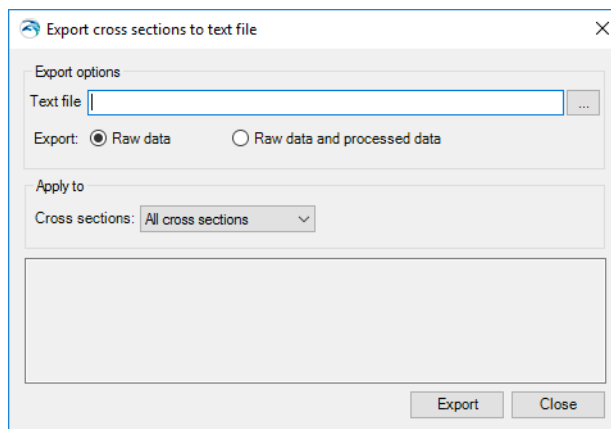 Export cross sections to text file
Export options
Text file ...
Export: Raw data Raw data and processed data
Apply to
Cross sections: All cross sections
Export Close